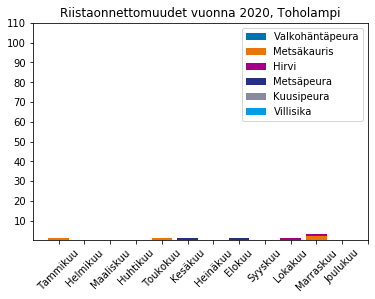 Riistaonnettomuudet vuonna 2020, Toholampi
110
100
90
80
70
60
50
40
30
20
10
Valkohäntäpeura
Metsäkauris
Hirvi
Metsäpeura
Kuusipeura
Villisika
Tammikuu
Helmikuu
Maaliskuu
Huhtikuu
Toukokuu
Kesäkuu
Heinäkuu
Elokuu
Syyskuu
Lokakuu
Marraskuu
Joulukuu